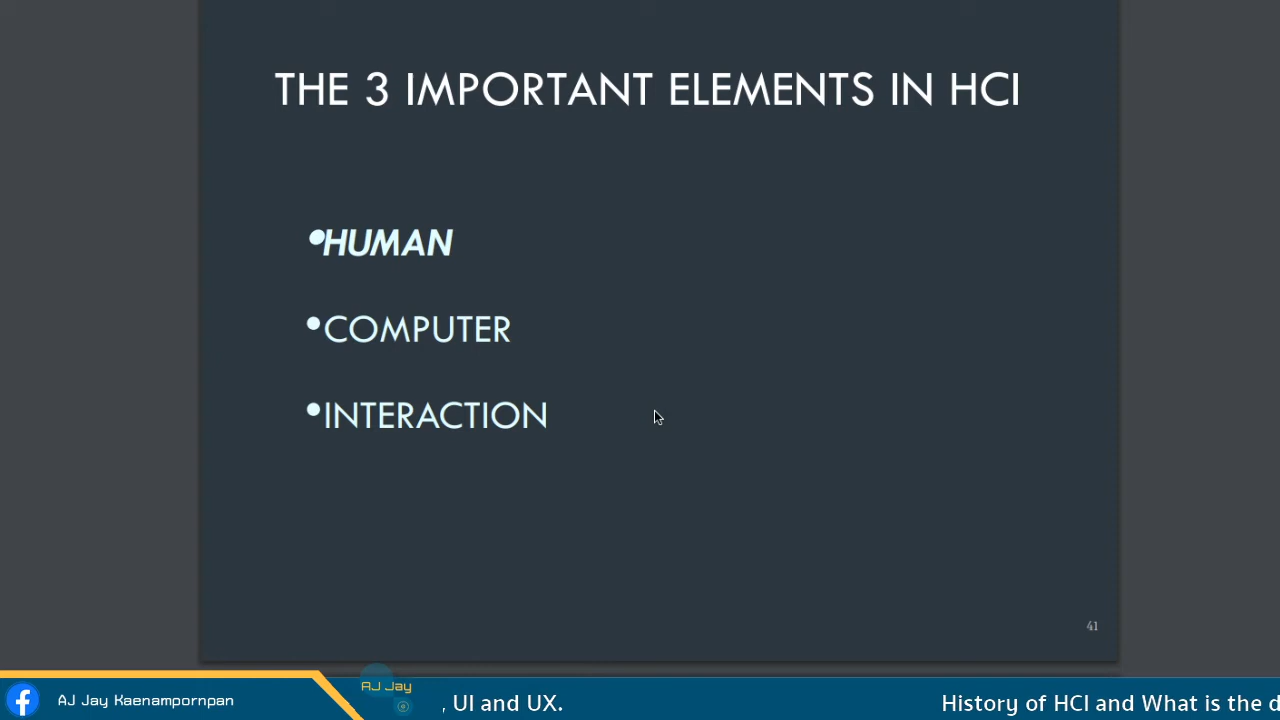 THE 3 IMPORTANT ELEMENTS IN HCI
•HUMAN
•COMPUTER
•INTERACTION
41
AJ Jay Kaenampornpan
AJ Jay
, UI and UX.
History of HCI and What is the d